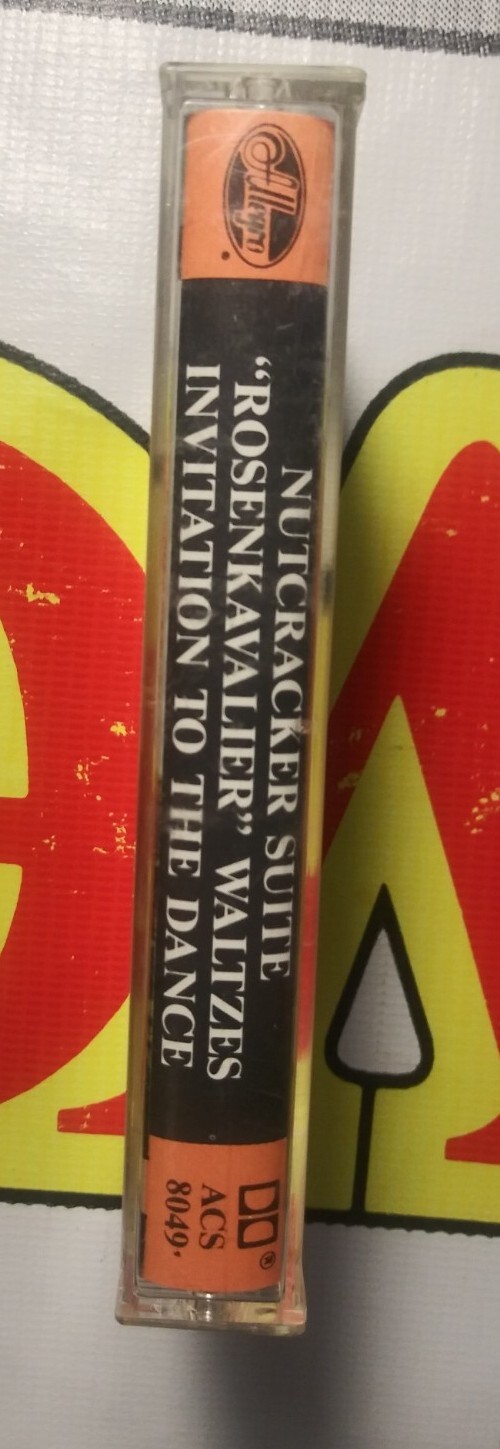 Allegro
NUTCRACKER SUITE
“ROSENKAVALIER” WALTZES
INVITATION TO THE DANCE
®
ACS
8049